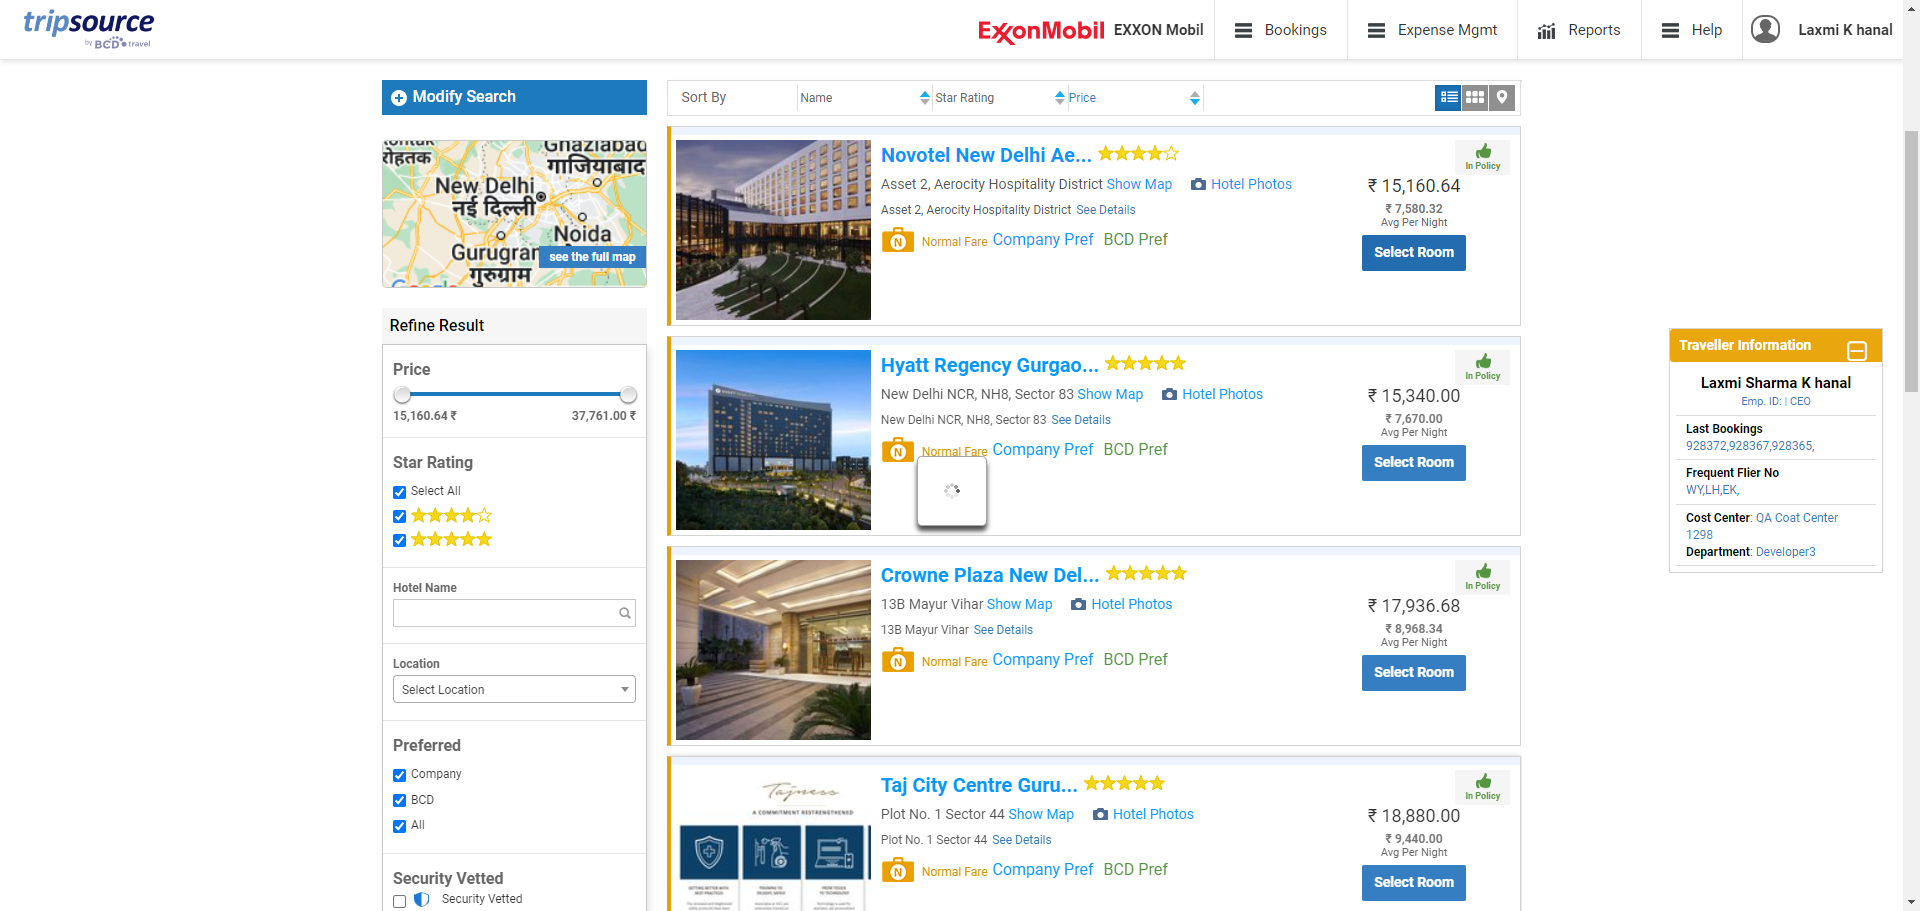 tripsource
by BCD travel
ExxonMobil EXXON Mobil
Bookings
Expense Mgmt
Reports
Help
Laxmi K hanal
Modify Search
रोहतक
Ghaziabad
गाज़ियाबाद
New Delhi
नई दिल्ली
Noida
नोएडा
Gurugram
गुरुग्राम
see the full map
Google
Refine Result
Price
15,160.64 ₹ 37,761.00 ₹
Star Rating
Select All
Hotel Name
Location
Select Location
Preferred
Company
BCD
All
Security Vetted
Security Vetted
Sort By Name Star Rating Price
Novotel New Delhi Ae...
Asset 2, Aerocity Hospitality District Show Map Hotel Photos
Asset 2, Aerocity Hospitality District See Details
N Normal Fare Company Pref BCD Pref
In Policy
₹ 15,160.64
₹ 7,580.32
Avg Per Night
Select Room
Hyatt Regency Gurgao...
New Delhi NCR, NH8, Sector 83 Show Map Hotel Photos
New Delhi NCR, NH8, Sector 83 See Details
N Normal Fare Company Pref BCD Pref
In Policy
₹ 15,340.00
₹ 7,670.00
Avg Per Night
Select Room
Crowne Plaza New Del...
13B Mayur Vihar Show Map Hotel Photos
13B Mayur Vihar See Details
N Normal Fare Company Pref BCD Pref
In Policy
₹ 17,936.68
₹ 8,968.34
Avg Per Night
Select Room
Tajness
A COMMITMENT RESTRENGTHENED
Taj City Centre Guru...
Plot No. 1 Sector 44 Show Map Hotel Photos
Plot No. 1 Sector 44 See Details
N Normal Fare Company Pref BCD Pref
In Policy
₹ 18,880.00
₹ 9,440.00
Avg Per Night
Select Room
Traveller Information
Laxmi Sharma K hanal
Emp. ID: | CEO
Last Bookings
928372,928367,928365,
Frequent Flier No
WY,LH,EK,
Cost Center: QA Coat Center
1298
Department: Developer3